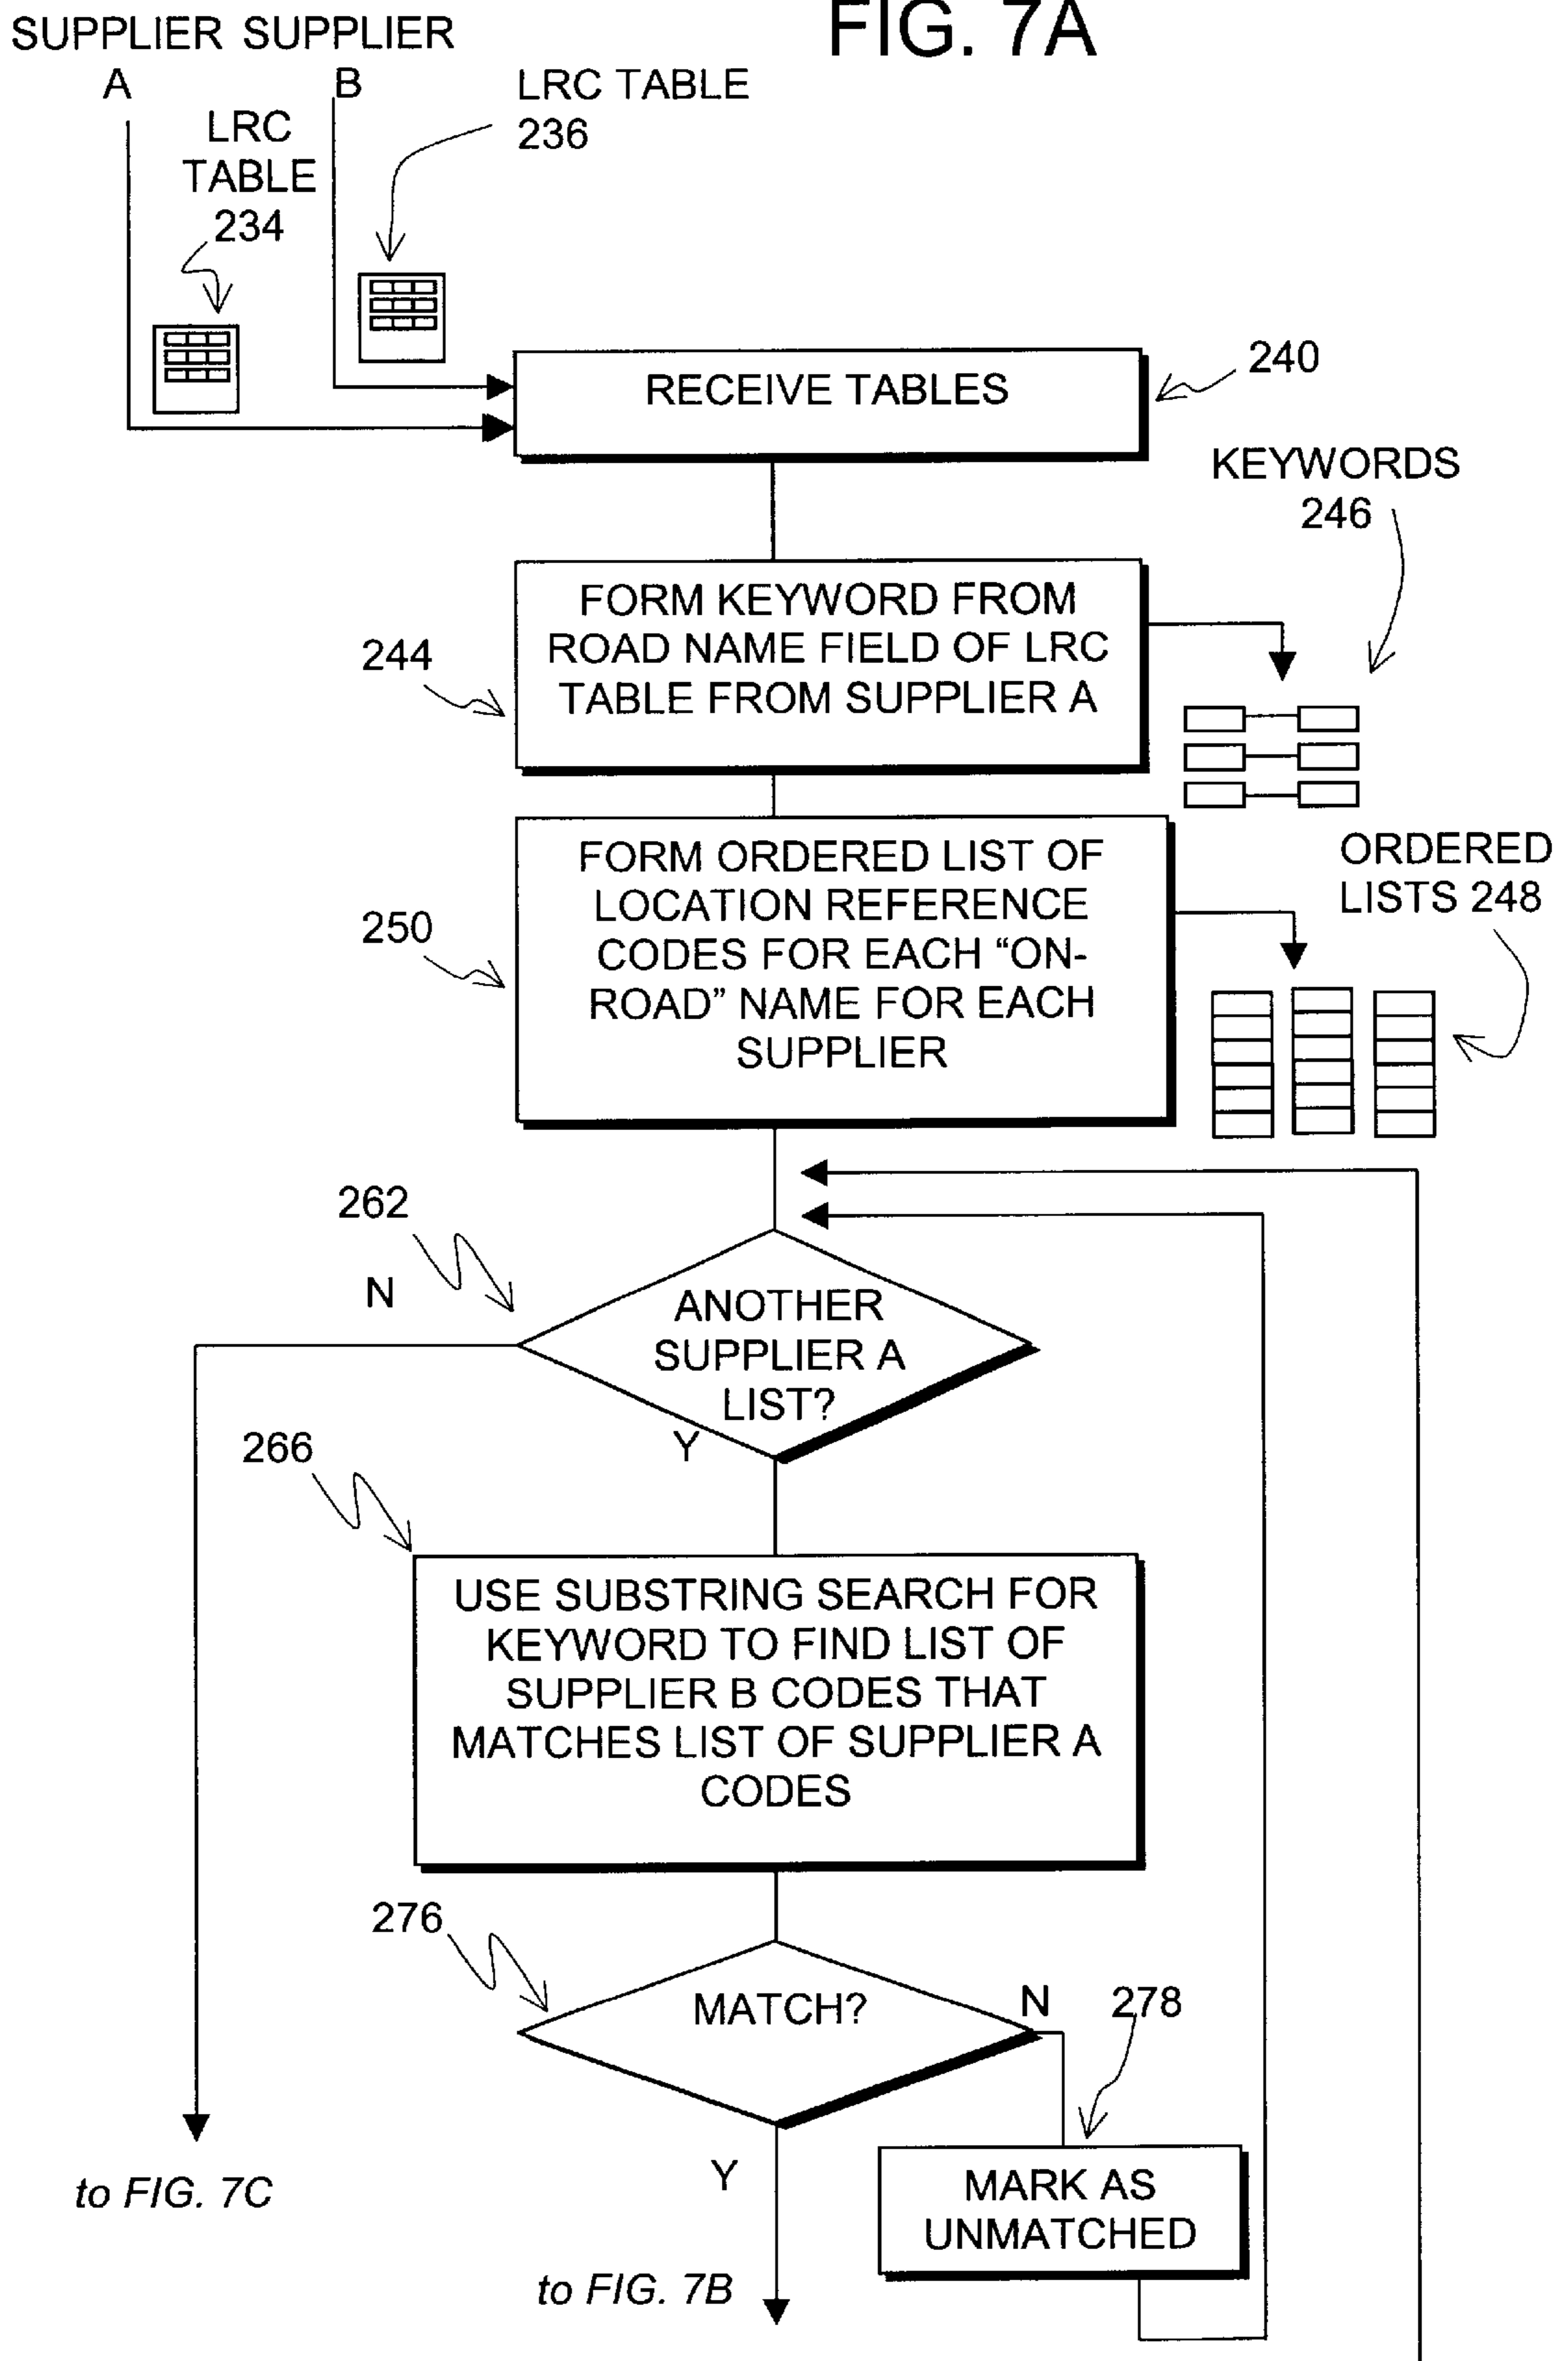 FIG. 7A
SUPPLIER SUPPLIER
A
B
LRC TABLE
236
LRC
TABLE
234
RECEIVE TABLES
240
KEYWORDS
246
FORM KEYWORD FROM
ROAD NAME FIELD OF LRC
TABLE FROM SUPPLIER A
244
FORM ORDERED LIST OF
LOCATION REFERENCE
CODES FOR EACH “ON-
ROAD” NAME FOR EACH
SUPPLIER
250
ORDERED
LISTS 248
262
N
ANOTHER
SUPPLIER A
LIST?
Y
266
USE SUBSTRING SEARCH FOR
KEYWORD TO FIND LIST OF
SUPPLIER B CODES THAT
MATCHES LIST OF SUPPLIER A
CODES
276
MATCH?
N
278
Y
MARK AS
UNMATCHED
to FIG. 7C
to FIG. 7B